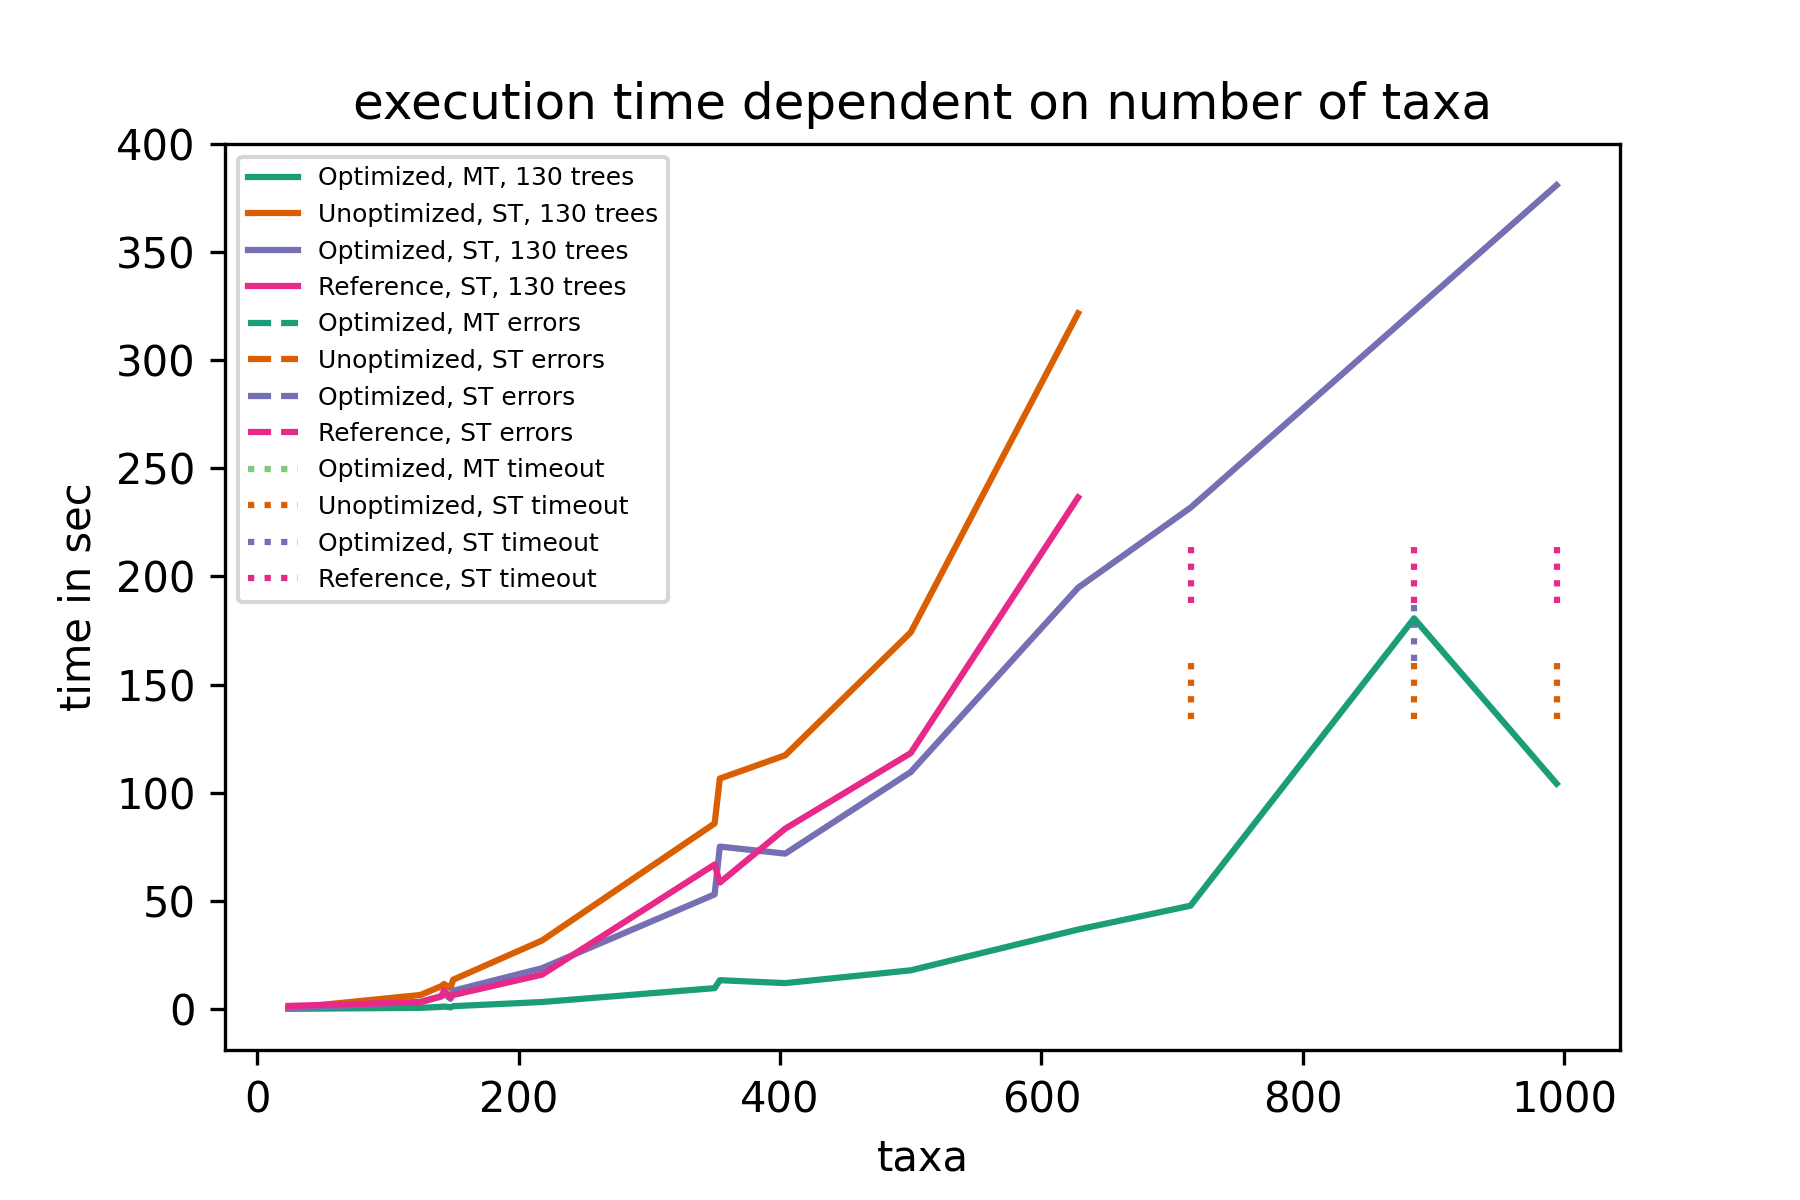 execution time dependent on number of taxa
400
350
300
250
200
150
100
50
0
time in sec
Optimized, MT, 130 trees
Unoptimized, ST, 130 trees
Optimized, ST, 130 trees
Reference, ST, 130 trees
Optimized, MT errors
Unoptimized, ST errors
Optimized, ST errors
Reference, ST errors
Optimized, MT timeout
Unoptimized, ST timeout
Optimized, ST timeout
Reference, ST timeout
0 200 400 600 800 1000
taxa